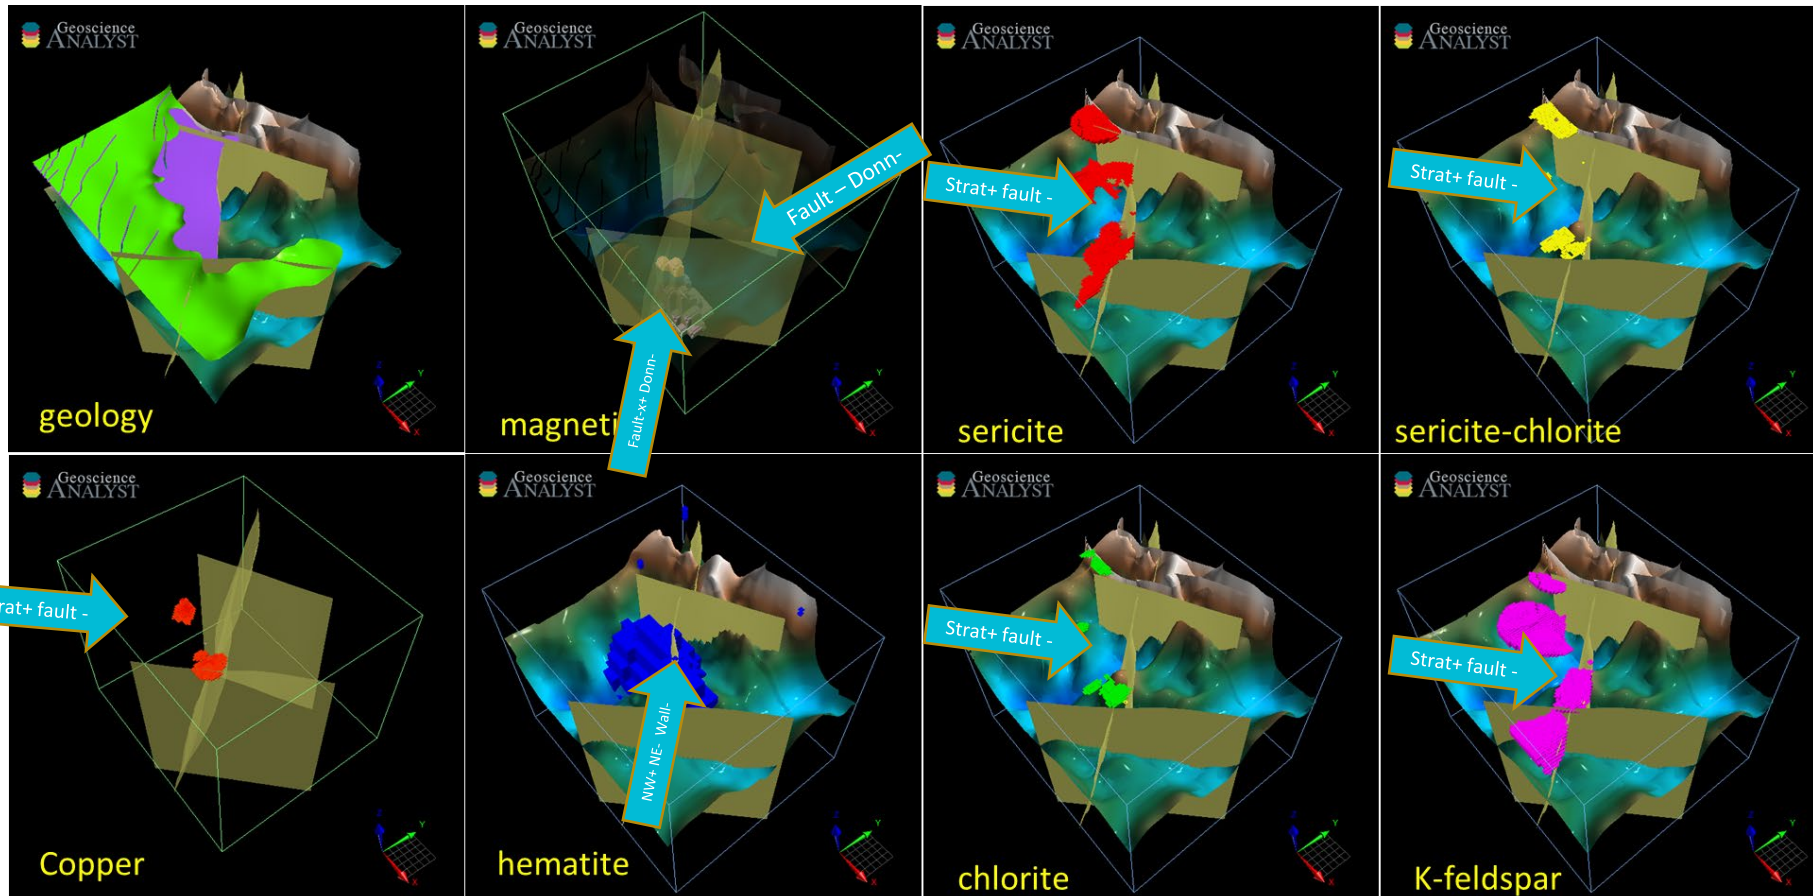 Geoscience
ANALYST
geology
Z
Y
X
Geoscience
ANALYST
Fault – Donn-
Fault-x+ Donn-
magneti
Z
Y
X
Geoscience
ANALYST
Strat+ fault -
sericite
Z
Y
X
Geoscience
ANALYST
Strat+ fault -
sericite-chlorite
Z
Y
X
Geoscience
ANALYST
rat+ fault -
Copper
Z
Y
X
Geoscience
ANALYST
NW+ NE- Wall-
hematite
Z
Y
X
Geoscience
ANALYST
Strat+ fault -
chlorite
Z
Y
X
Geoscience
ANALYST
Strat+ fault -
K-feldspar
Z
Y
X